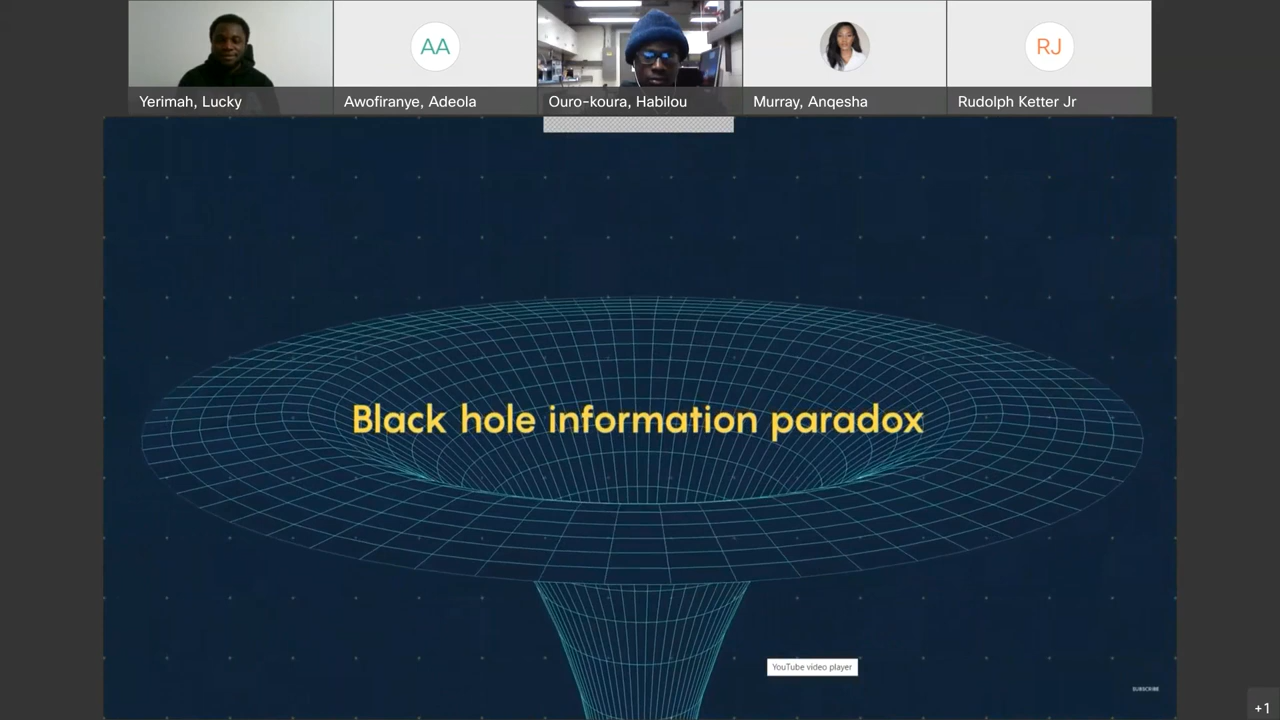 AA
RJ
Yerimah, Lucky
Awofiranye, Adeola
Ouro-koura, Habilou
Murray, Anqesha
Rudolph Ketter Jr
Black hole information paradox
YouTube video player
SUBSCRIBE
+1